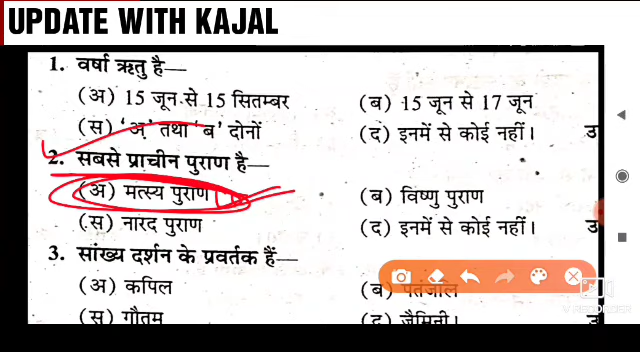 UPDATE WITH KAJAL
1. वर्षा ऋतु है—
(अ) 15 जून से 15 सितम्बर (ब) 15 जून से 17 जून
(स) 'अ' तथा 'ब' दोनों (द) इनमें से कोई नहीं। उ
2. सबसे प्राचीन पुराण है—
(अ) मत्स्य पुराण (ब) विष्णु पुराण
(स) नारद पुराण (द) इनमें से कोई नहीं। उ
3. सांख्य दर्शन के प्रवर्तक हैं—
(अ) कपिल (ब) पतंजलि
(स) गौतम (द) जैमिनी। उ